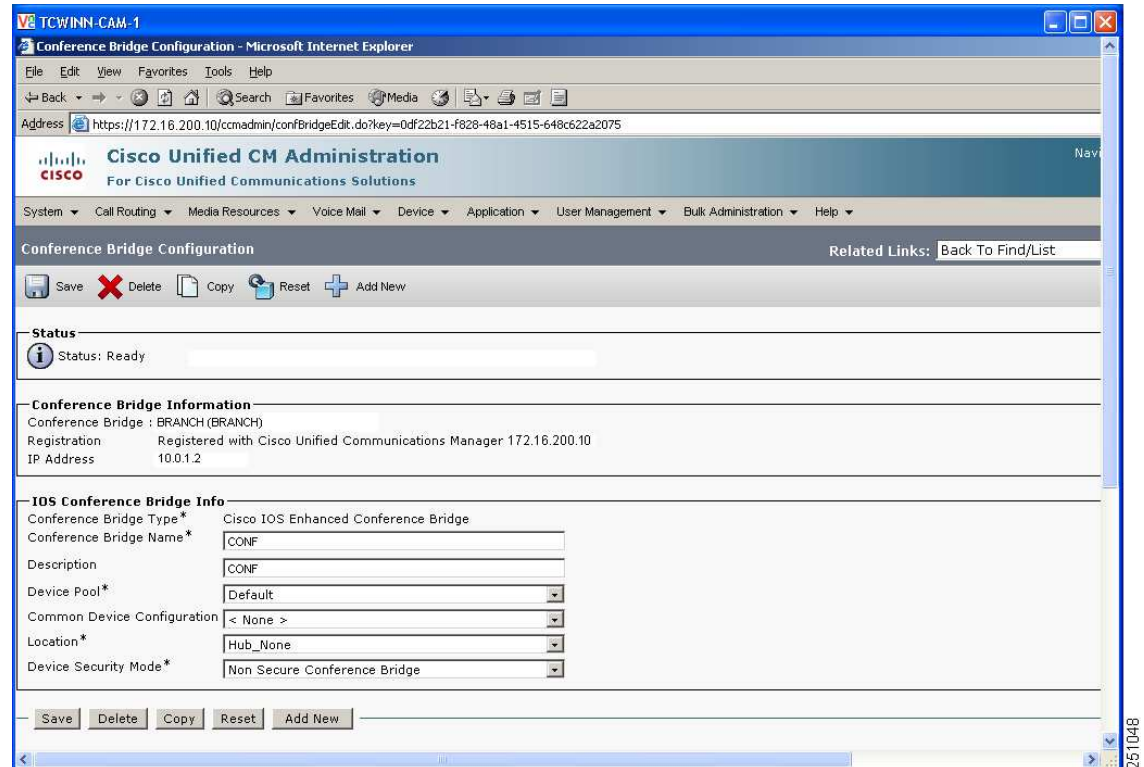 TCWINN-CAM-1
Conference Bridge Configuration - Microsoft Internet Explorer
File Edit View Favorites Tools Help
Back Search Favorites Media
Address https://172.16.200.10/ccmadmin/confBridgeEdit.do?key=0df22b21-f828-48a1-4515-648c622a2075
CISCO Cisco Unified CM Administration Navi
For Cisco Unified Communications Solutions
System Call Routing Media Resources Voice Mail Device Application User Management Bulk Administration Help
Conference Bridge Configuration Related Links: Back To Find/List
Save Delete Copy Reset Add New
Status
Status: Ready
Conference Bridge Information
Conference Bridge : BRANCH (BRANCH)
Registration Registered with Cisco Unified Communications Manager 172.16.200.10
IP Address 10.0.1.2
IOS Conference Bridge Info
Conference Bridge Type* Cisco IOS Enhanced Conference Bridge
Conference Bridge Name* CONF
Description CONF
Device Pool* Default
Common Device Configuration < None >
Location* Hub_None
Device Security Mode* Non Secure Conference Bridge
Save Delete Copy Reset Add New
251048